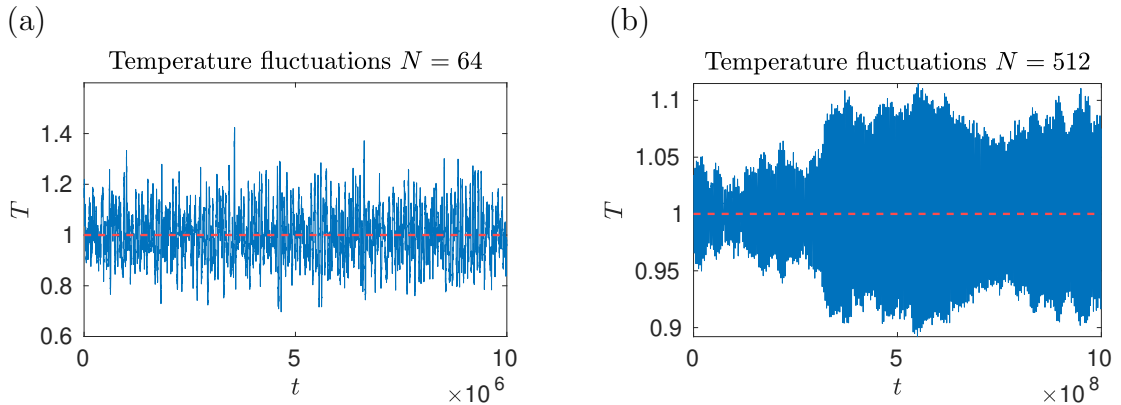 (a)
Temperature fluctuations N = 64
1.4
1.2
1
0.8
0.6
T
0
5
10
t
×10^6
(b)
Temperature fluctuations N = 512
1.1
1.05
1
0.95
0.9
T
0
5
10
t
×10^8